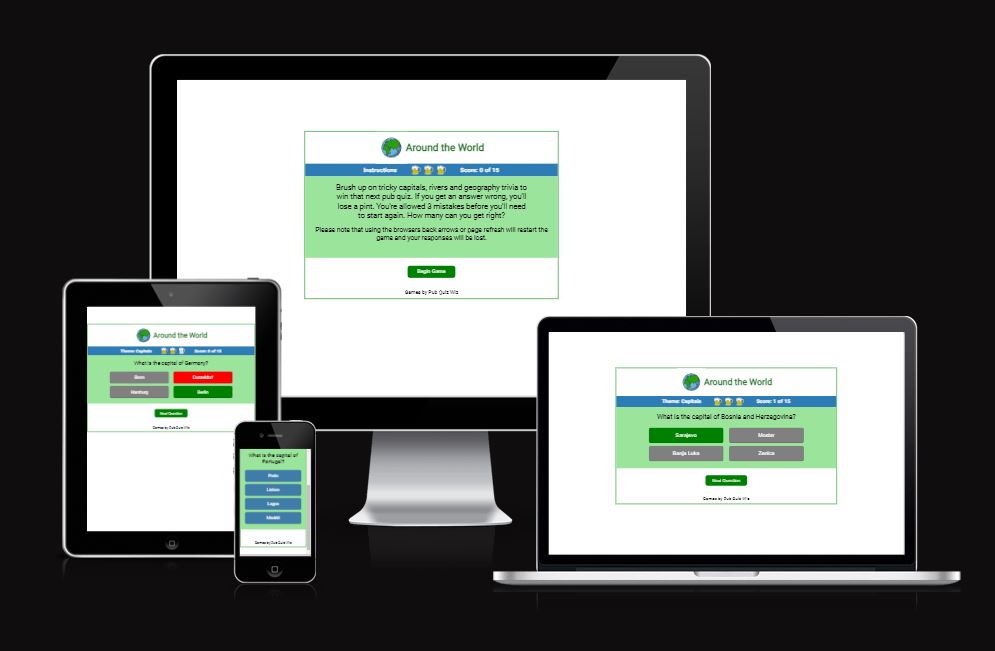 Around the World
Instructions Score: 0 of 15
Brush up on tricky capitals, rivers and geography trivia to
win that next pub quiz. If you get an answer wrong, you'll
lose a pint. You're allowed 3 mistakes before you'll need
to start again. How many can you get right?
Please note that using the browsers back arrows or page refresh will restart the
game and your responses will be lost.
Begin Game
Games by Pub Quiz Wiz
Around the World
Theme: Capitals Score: 0 of 15
What is the capital of Germany?
Bonn
Hamburg Berlin
Next Question
Games by Pub Quiz Wiz
What is the capital of
Portugal?
Porto
Lisbon
Lagos
Madrid
Games by Pub Quiz Wiz
Around the World
Theme: Capitals Score: 1 of 15
What is the capital of Bosnia and Herzegovina?
Sarajevo Mostar
Banja Luka Zenica
Next Question
Games by Pub Quiz Wiz